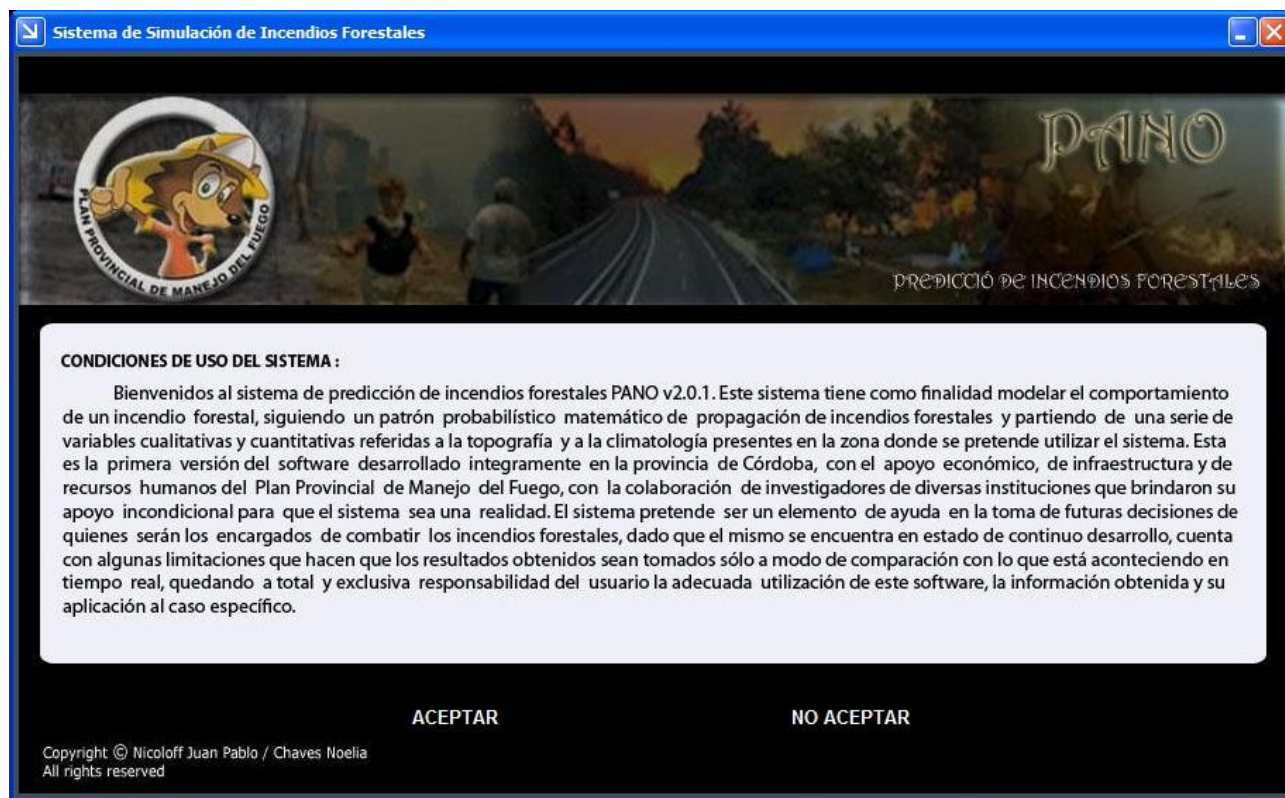 Sistema de Simulación de Incendios Forestales
PLAN PROVINCIAL DE MANEJO DEL FUEGO
PANO
PREDICCIÓ DE INCENDIOS FORESTALES
CONDICIONES DE USO DEL SISTEMA :
Bienvenidos al sistema de predicción de incendios forestales PANO v2.0.1. Este sistema tiene como finalidad modelar el comportamiento
de un incendio forestal, siguiendo un patrón probabilístico matemático de propagación de incendios forestales y partiendo de una serie de
variables cualitativas y cuantitativas referidas a la topografía y a la climatología presentes en la zona donde se pretende utilizar el sistema. Esta
es la primera versión del software desarrollado integramente en la provincia de Córdoba, con el apoyo económico, de infraestructura y de
recursos humanos del Plan Provincial de Manejo del Fuego, con la colaboración de investigadores de diversas instituciones que brindaron su
apoyo incondicional para que el sistema sea una realidad. El sistema pretende ser un elemento de ayuda en la toma de futuras decisiones de
quienes serán los encargados de combatir los incendios forestales, dado que el mismo se encuentra en estado de continuo desarrollo, cuenta
con algunas limitaciones que hacen que los resultados obtenidos sean tomados sólo a modo de comparación con lo que está aconteciendo en
tiempo real, quedando a total y exclusiva responsabilidad del usuario la adecuada utilización de este software, la información obtenida y su
aplicación al caso específico.
ACEPTAR
NO ACEPTAR
Copyright © Nicoloff Juan Pablo / Chaves Noelia
All rights reserved